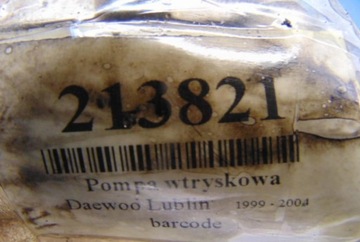 213821
Pompa wtryskowa
Daewoo Lublin 1999 - 2004
barcode